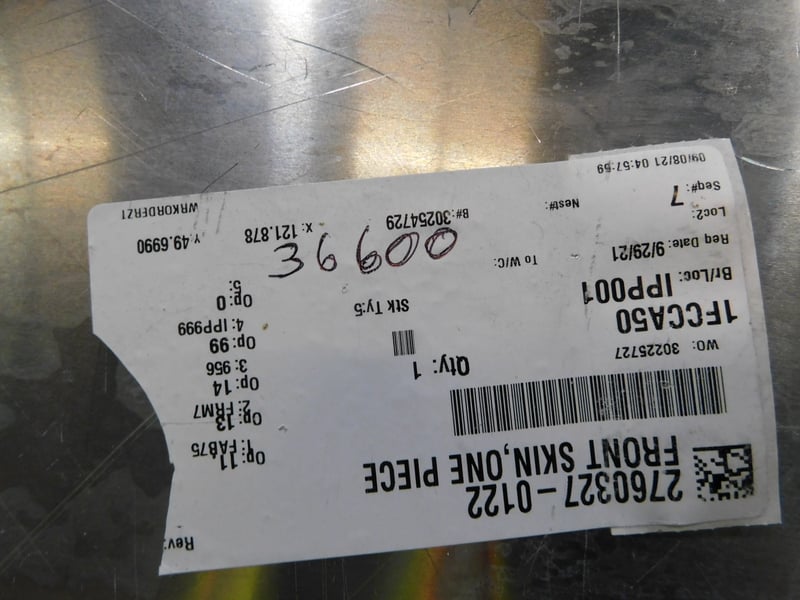 2760327-0122
FRONT SKIN,ONE PIECE
Rev:
WO: 30225727
1FCCA50
Br/Loc: IPP001
Req Date: 9/29/21
Loc2:
Seq#: 7
09/08/21 04:57:59
Qty: 1
Stk Ty:5
To W/C:
Nest#:
B#:30254729
36600
1: FAB75
Op: 11
2: FRM7
Op: 13
3: 956
Op: 14
4: IPP999
Op: 99
5:
Op: 0
X: 121.878
Y: 49.6990
WRKORDERZ1